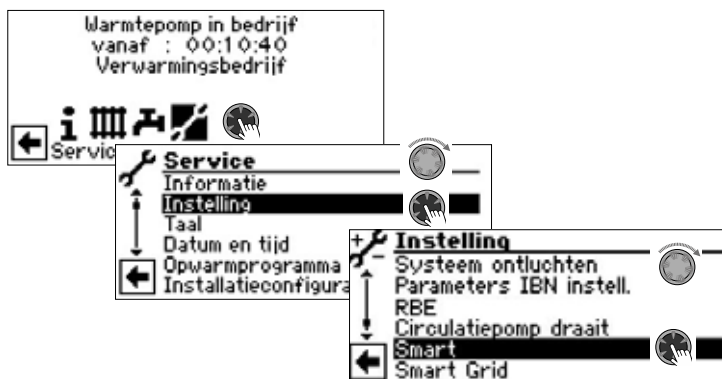 Warmtepomp in bedrijf
vanaf : 00:10:40
Verwarmingsbedrijf
Servic
Service
Informatie
Instelling
Taal
Datum en tijd
Opwarmprogramma
Installatieconfigura
Instelling
Systeem ontluchten
Parameters IBN instell.
RBE
Circulatiepomp draait
Smart
Smart Grid